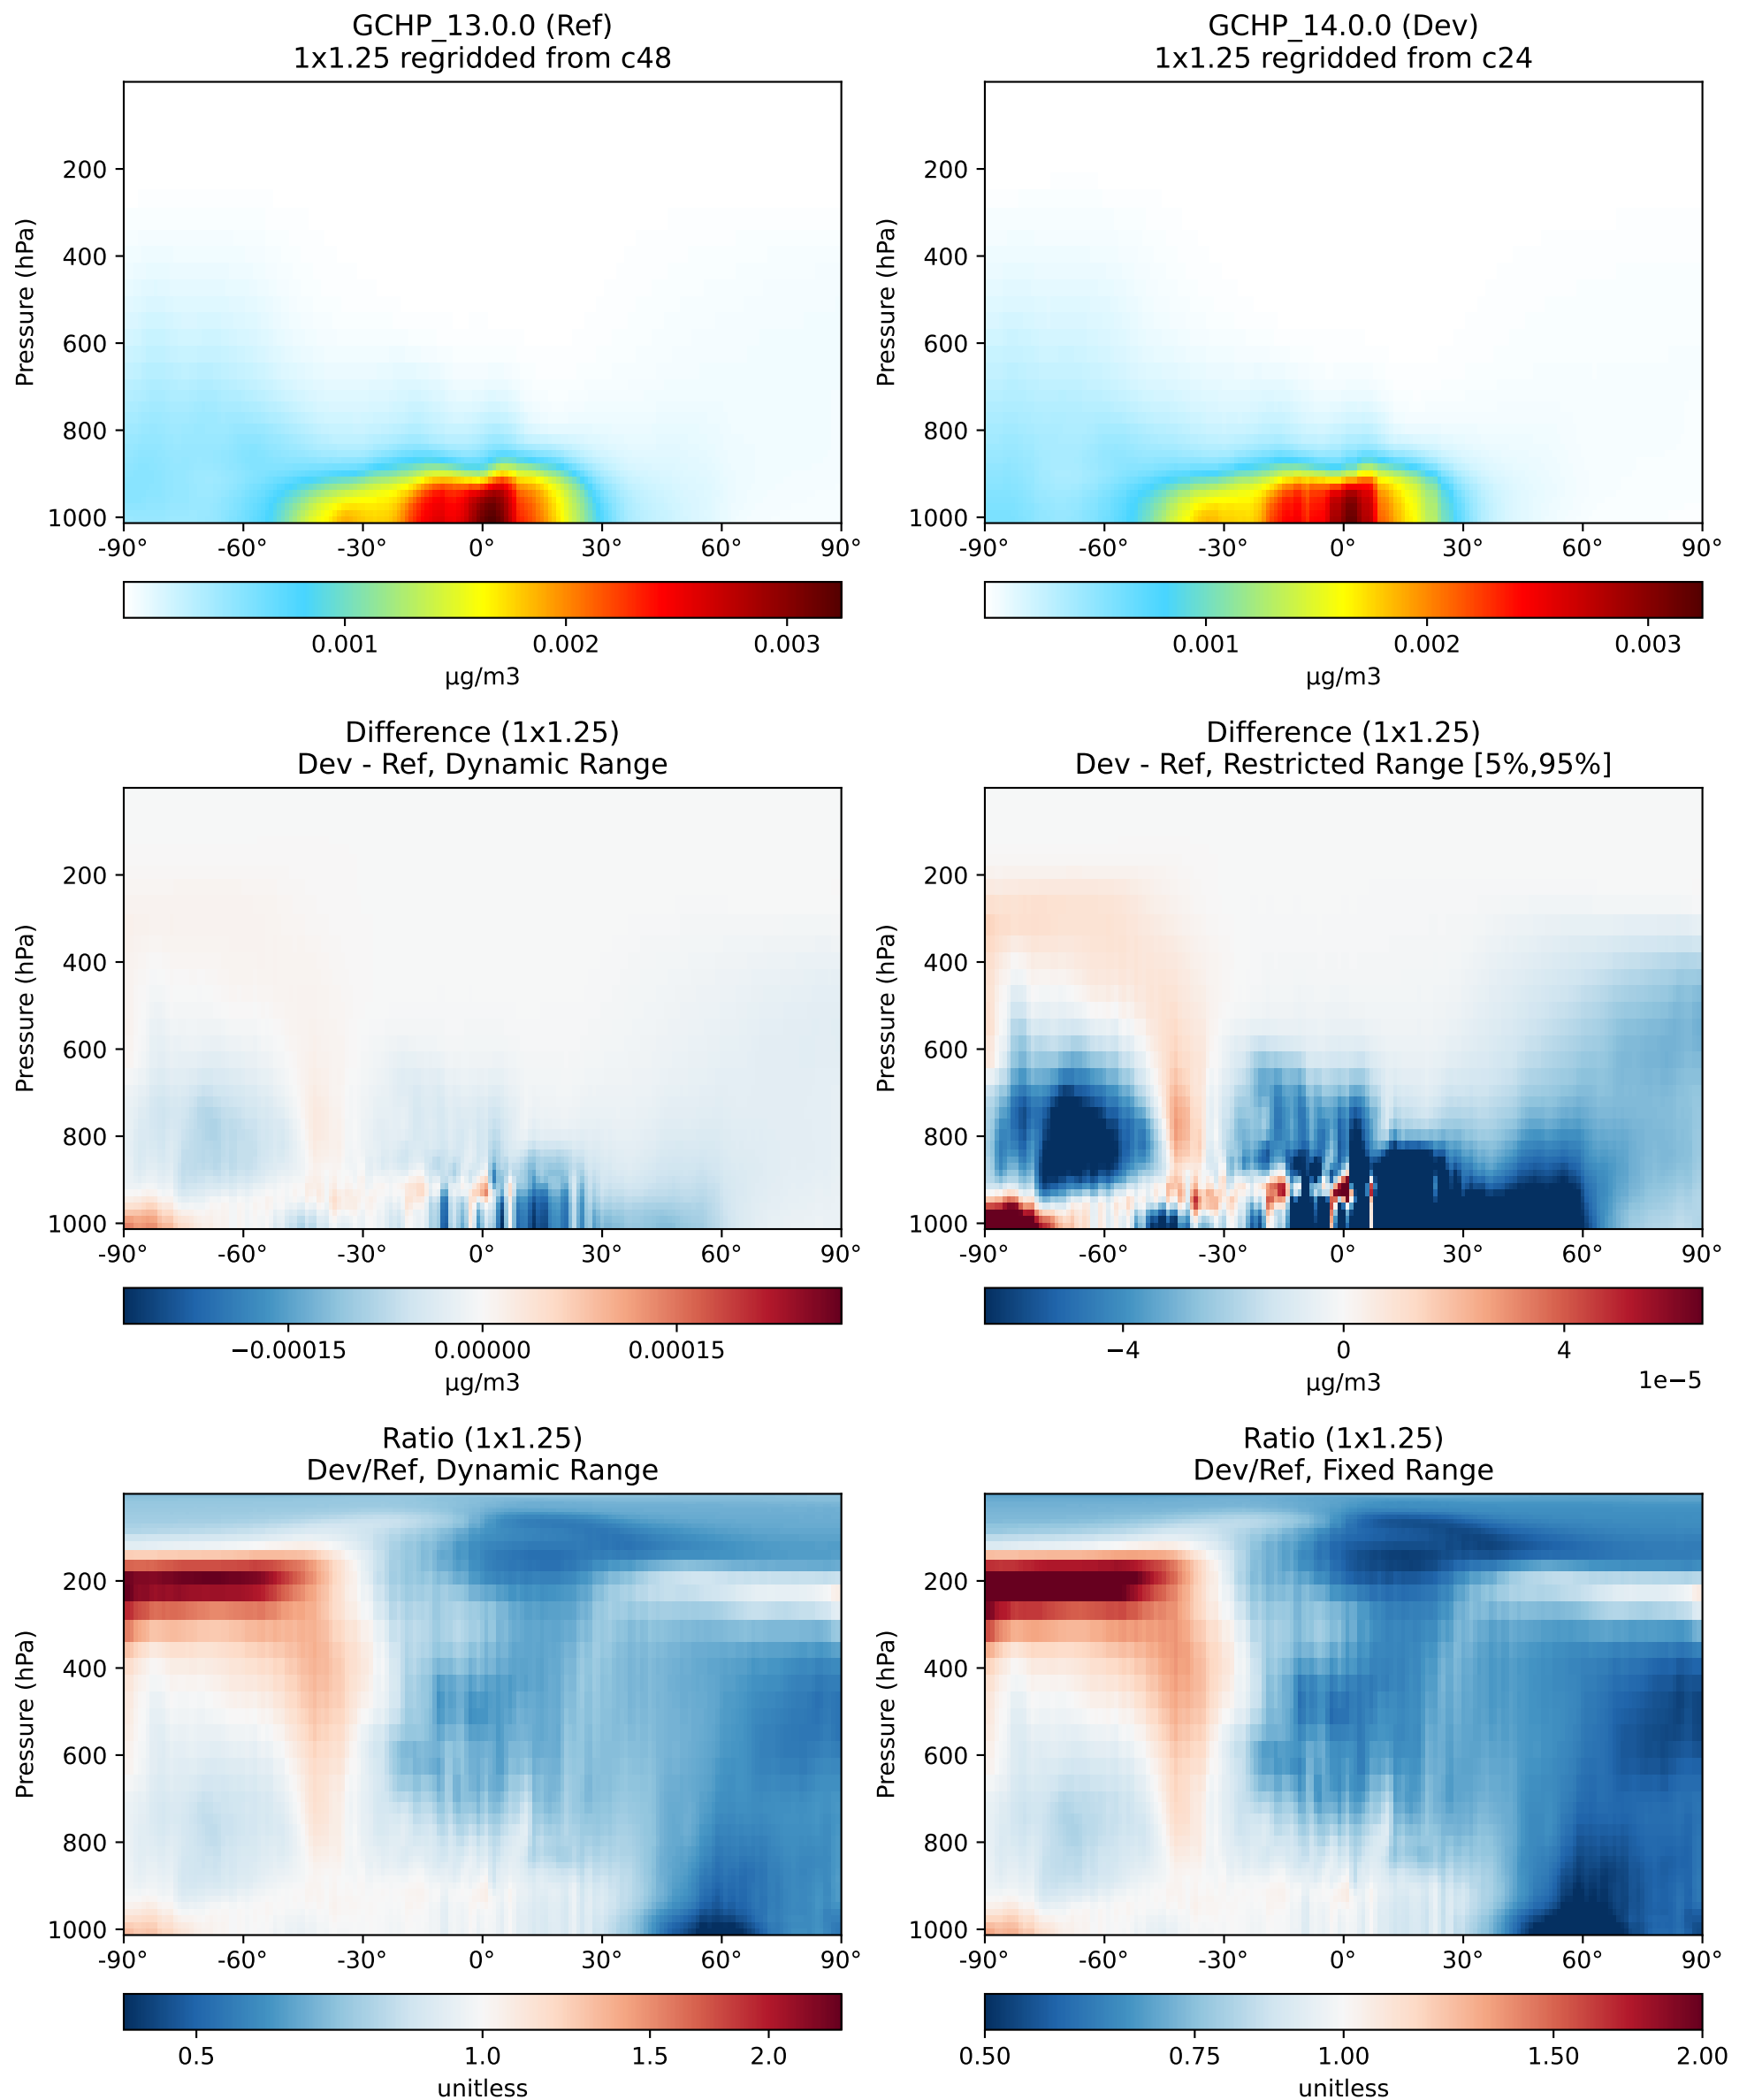 GCHP_13.0.0 (Ref)
1x1.25 regridded from c48
GCHP_14.0.0 (Dev)
1x1.25 regridded from c24
Pressure (hPa)
200
400
600
800
1000
-90° -60° -30° 0° 30° 60° 90°
0.001 0.002 0.003
µg/m3
Pressure (hPa)
200
400
600
800
1000
-90° -60° -30° 0° 30° 60° 90°
0.001 0.002 0.003
µg/m3
Difference (1x1.25)
Dev - Ref, Dynamic Range
Difference (1x1.25)
Dev - Ref, Restricted Range [5%,95%]
Pressure (hPa)
200
400
600
800
1000
-90° -60° -30° 0° 30° 60° 90°
−0.00015 0.00000 0.00015
µg/m3
Pressure (hPa)
200
400
600
800
1000
-90° -60° -30° 0° 30° 60° 90°
−4 0 4
1e−5
µg/m3
Ratio (1x1.25)
Dev/Ref, Dynamic Range
Ratio (1x1.25)
Dev/Ref, Fixed Range
Pressure (hPa)
200
400
600
800
1000
-90° -60° -30° 0° 30° 60° 90°
0.5 1.0 1.5 2.0
unitless
Pressure (hPa)
200
400
600
800
1000
-90° -60° -30° 0° 30° 60° 90°
0.50 0.75 1.00 1.50 2.00
unitless